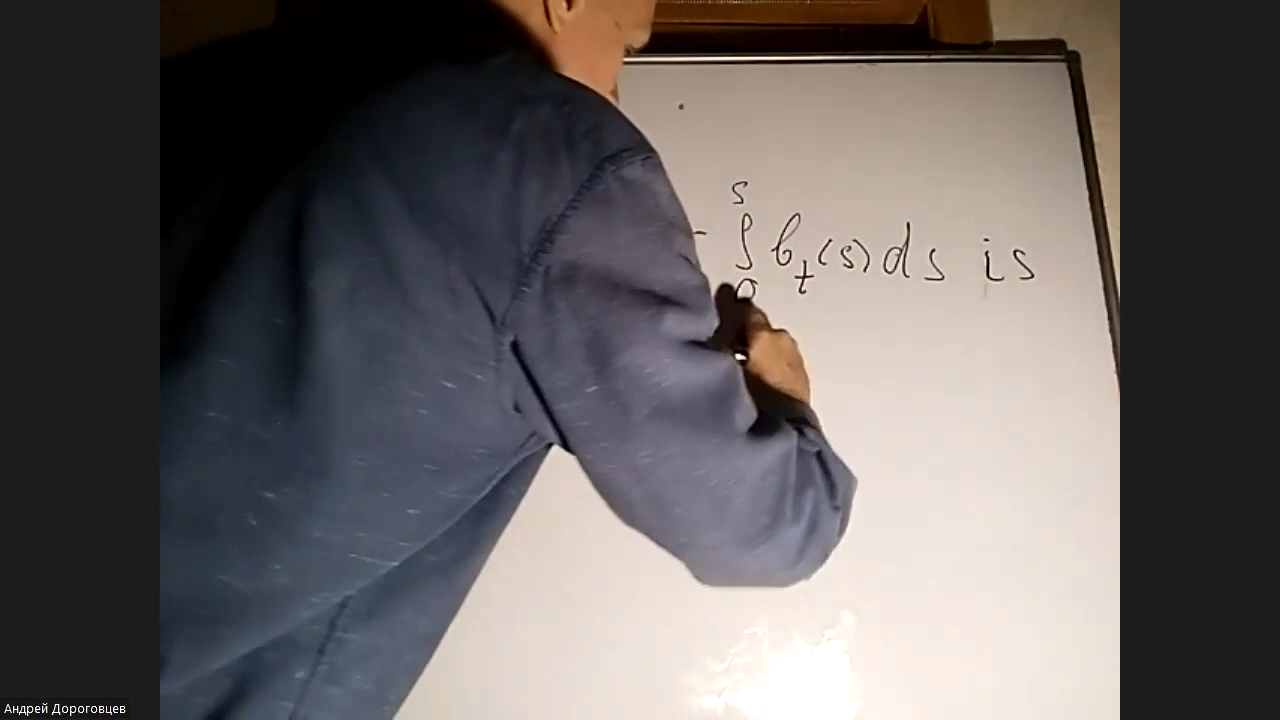 - ∫₀ˢ b_t(s) ds is
Андрей Дороговцев